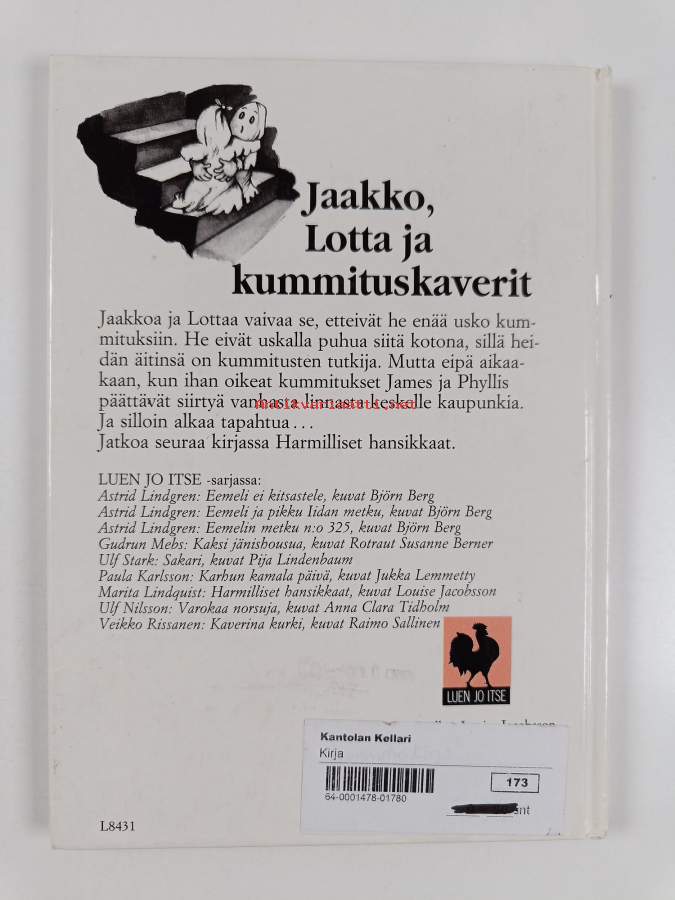 Jaakko,
Lotta ja
kummituskaverit
Jaakkoa ja Lottaa vaivaa se, etteivät he enää usko kum-
mituksiin. He eivät uskalla puhua siitä kotona, sillä hei-
dän äitinsä on kummitusten tutkija. Mutta eipä aikaa-
kaan, kun ihan oikeat kummitukset James ja Phyllis
päättävät siirtyä vanhasta linnasta keskelle kaupunkia.
Antikvariaatti.net
Ja silloin alkaa tapahtua...
Jatkoa seuraa kirjassa Harmilliset hansikkaat.
LUEN JO ITSE -sarjassa:
Astrid Lindgren: Eemeli ei kitsastele, kuvat Björn Berg
Astrid Lindgren: Eemeli ja pikku Iidan metku, kuvat Björn Berg
Astrid Lindgren: Eemelin metku n:o 325, kuvat Björn Berg
Gudrun Mebs: Kaksi jänishousua, kuvat Rotraut Susanne Berner
Ulf Stark: Sakari, kuvat Pija Lindenbaum
Paula Karlsson: Karhun kamala päivä, kuvat Jukka Lemmetty
Marita Lindquist: Harmilliset hansikkaat, kuvat Louise Jacobsson
Ulf Nilsson: Varokaa norsuja, kuvat Anna Clara Tidholm
Veikko Rissanen: Kaverina kurki, kuvat Raimo Sallinen
LUEN JO ITSE
Kantolan Kellari
Kirja
173
64-0001478-01780
L8431